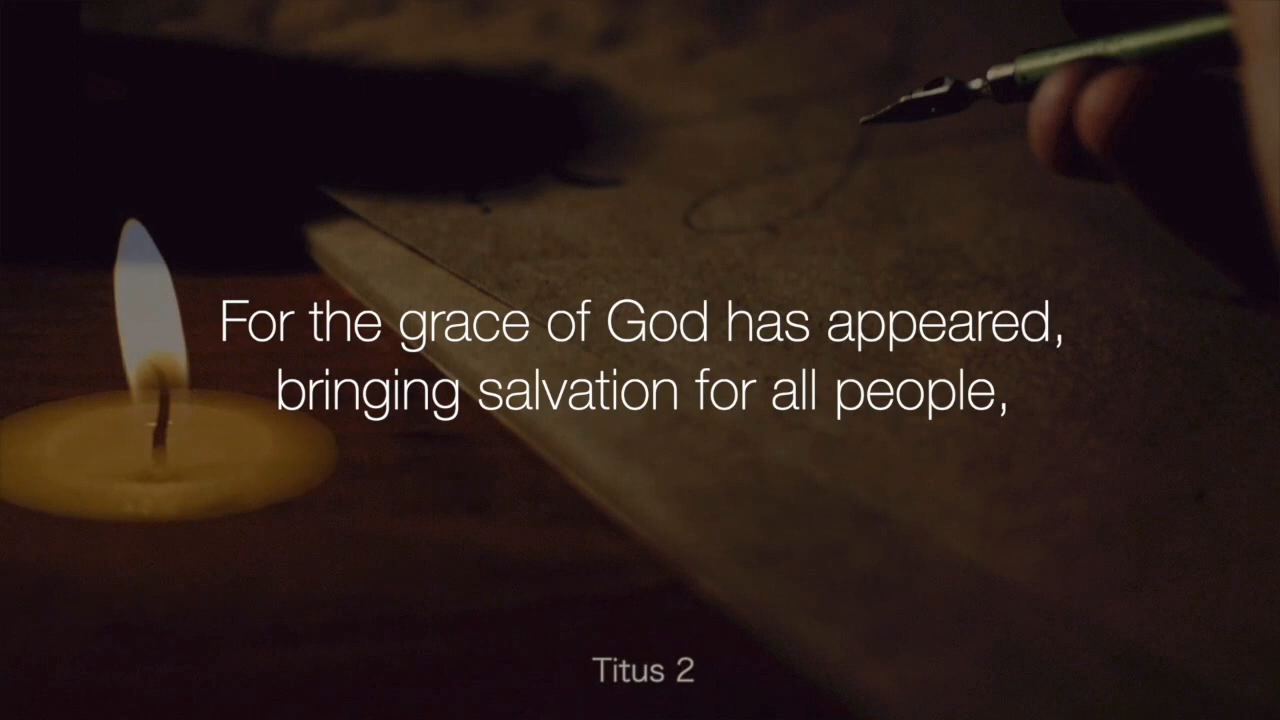 For the grace of God has appeared,
bringing salvation for all people,
Titus 2